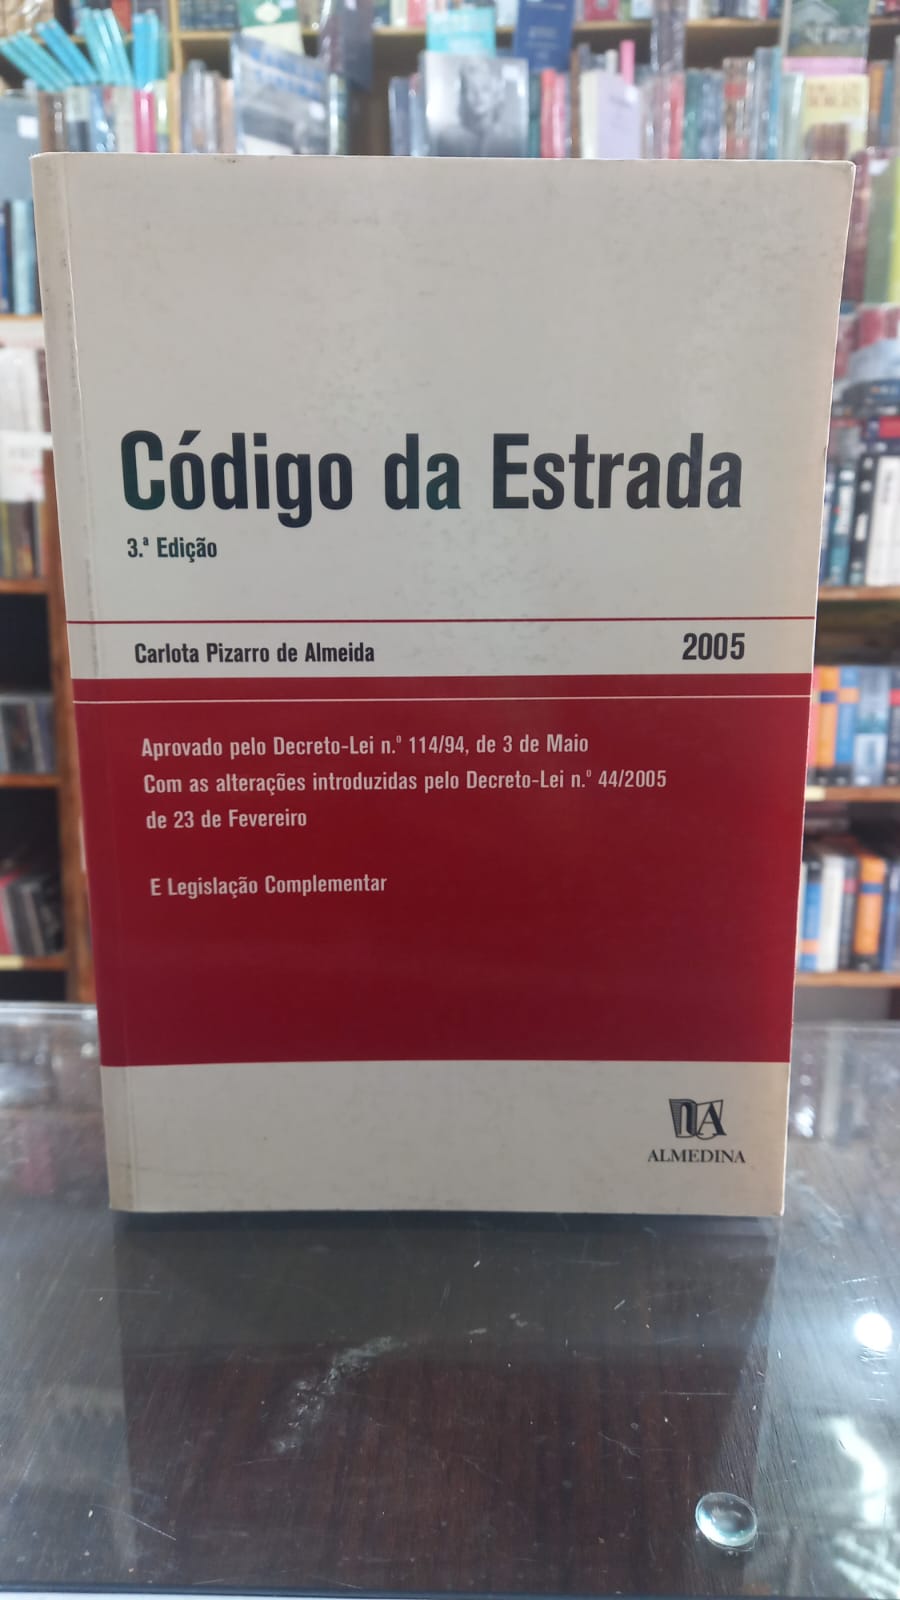 Código da Estrada
3.ª Edição
Carlota Pizarro de Almeida
2005
Aprovado pelo Decreto-Lei n.º 114/94, de 3 de Maio
Com as alterações introduzidas pelo Decreto-Lei n.º 44/2005
de 23 de Fevereiro
E Legislação Complementar
NA
ALMEDINA